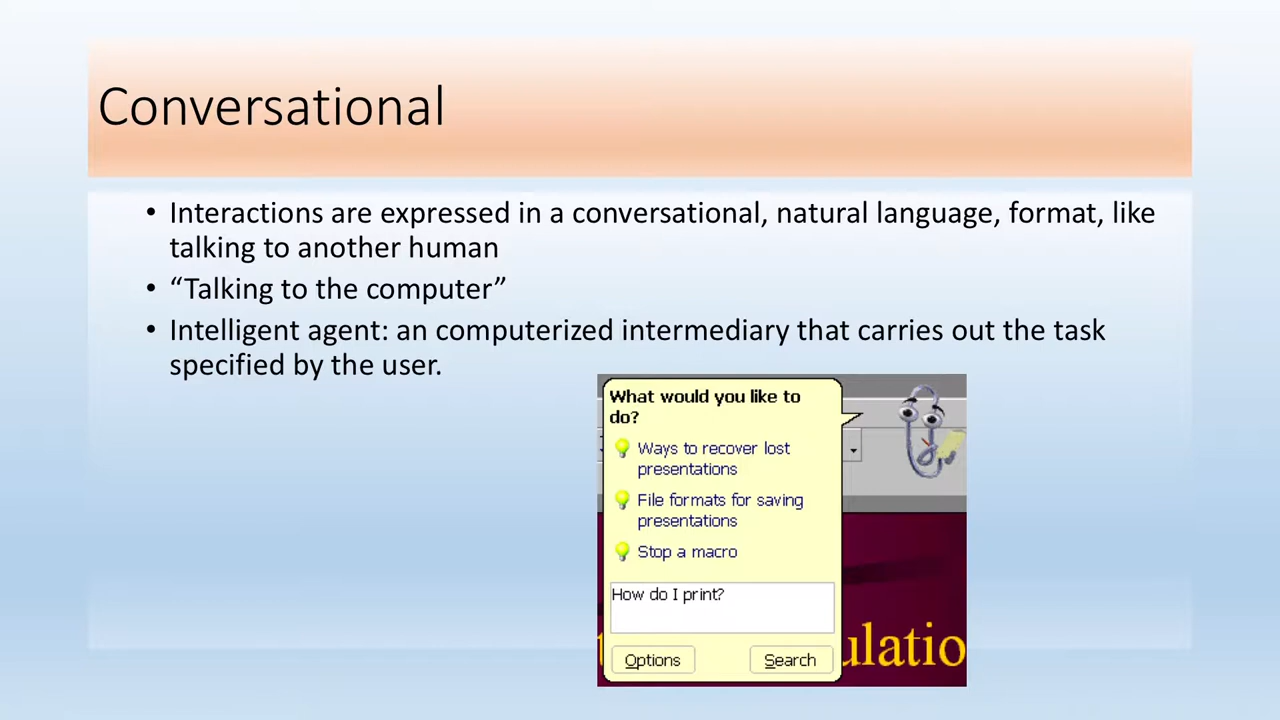 Conversational
• Interactions are expressed in a conversational, natural language, format, like
talking to another human
• “Talking to the computer”
• Intelligent agent: an computerized intermediary that carries out the task
specified by the user.
What would you like to
do?
Ways to recover lost
presentations
File formats for saving
presentations
Stop a macro
How do I print?
Options Search
ulatio